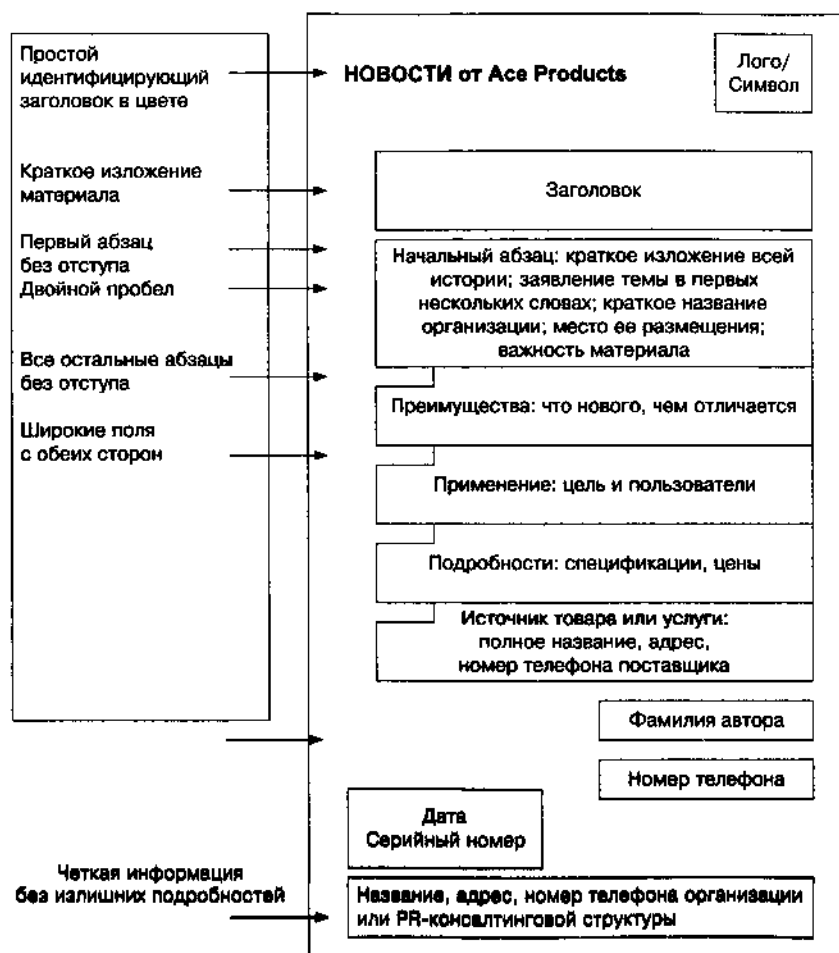 Простой
идентифицирующий
заголовок в цвете
НОВОСТИ от Ace Products
Лого/
Символ
Краткое изложение
материала
Заголовок
Первый абзац
без отступа
Двойной пробел
Начальный абзац: краткое изложение всей
истории; заявление темы в первых
нескольких словах; краткое название
организации; место ее размещения;
важность материала
Все остальные абзацы
без отступа
Преимущества: что нового, чем отличается
Широкие поля
с обеих сторон
Применение: цель и пользователи
Подробности: спецификации, цены
Источник товара или услуги:
полное название, адрес,
номер телефона поставщика
Фамилия автора
Номер телефона
Дата
Серийный номер
Четкая информация
без излишних подробностей
Название, адрес, номер телефона организации
или PR-консалтинговой структуры